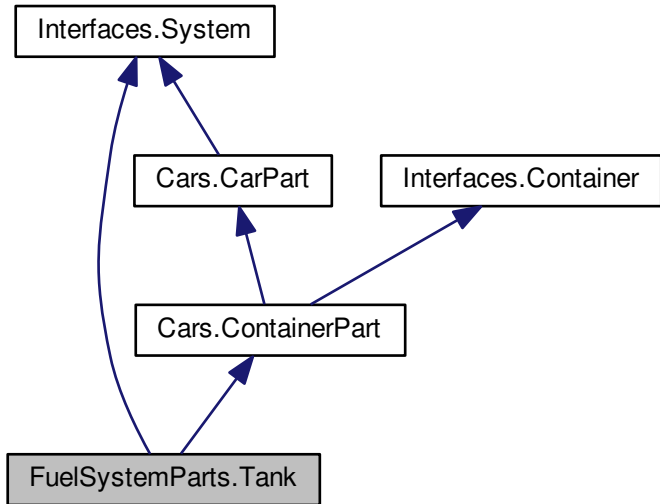 Interfaces.System
Cars.CarPart
Interfaces.Container
Cars.ContainerPart
FuelSystemParts.Tank